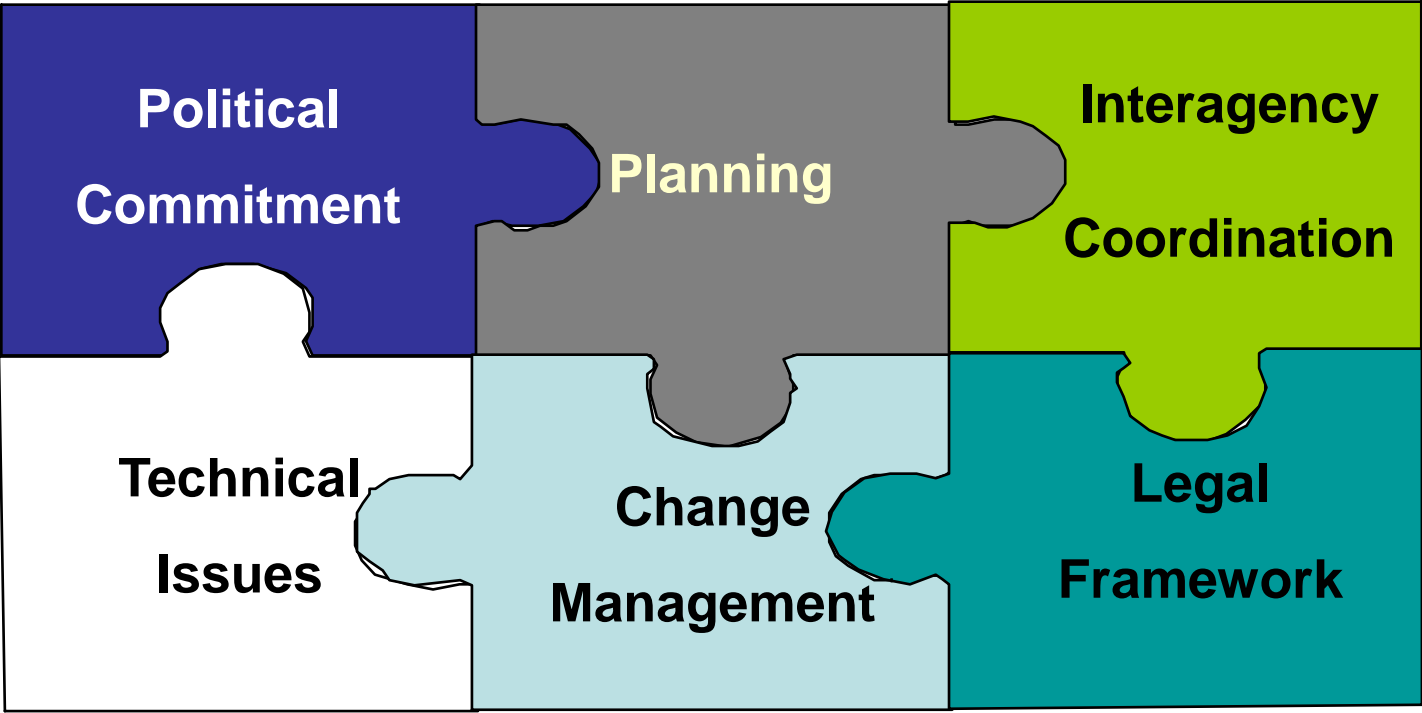 Political
Commitment
Planning
Interagency
Coordination
Technical
Issues
Change
Management
Legal
Framework